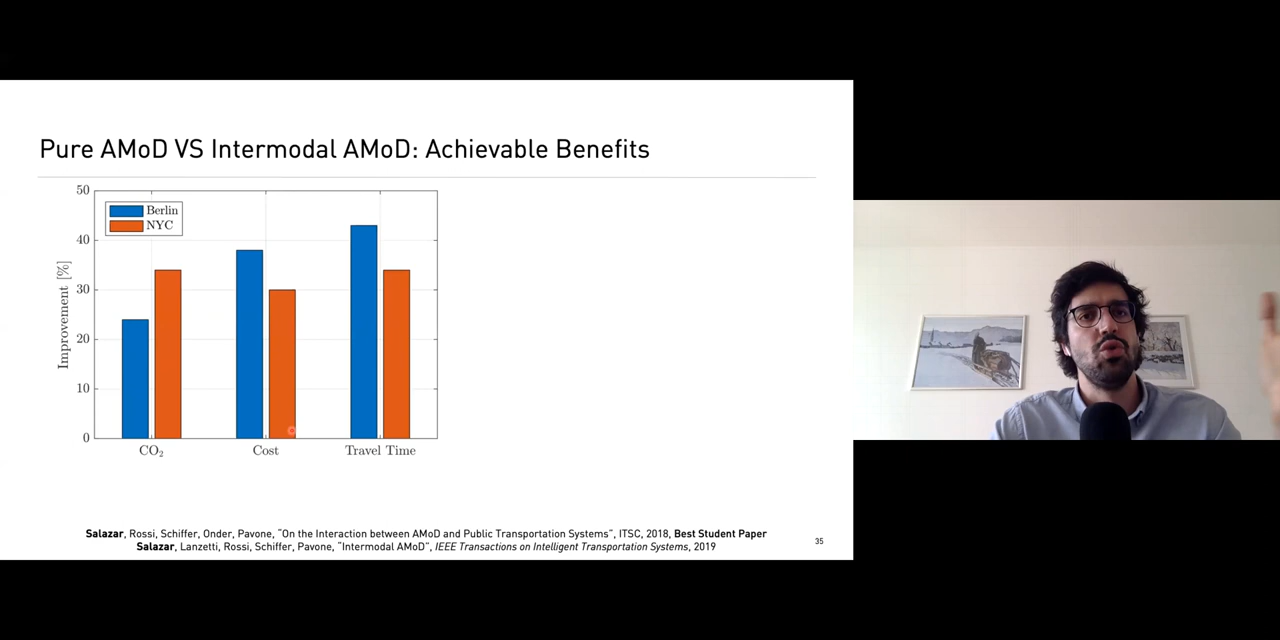 Pure AMoD VS Intermodal AMoD: Achievable Benefits
50
Berlin
NYC
40
30
20
10
0
Improvement [%]
CO₂
Cost
Travel Time
Salazar, Rossi, Schiffer, Onder, Pavone, "On the Interaction between AMoD and Public Transportation Systems", ITSC, 2018, Best Student Paper
Salazar, Lanzetti, Rossi, Schiffer, Pavone, "Intermodal AMoD", IEEE Transactions on Intelligent Transportation Systems, 2019
35